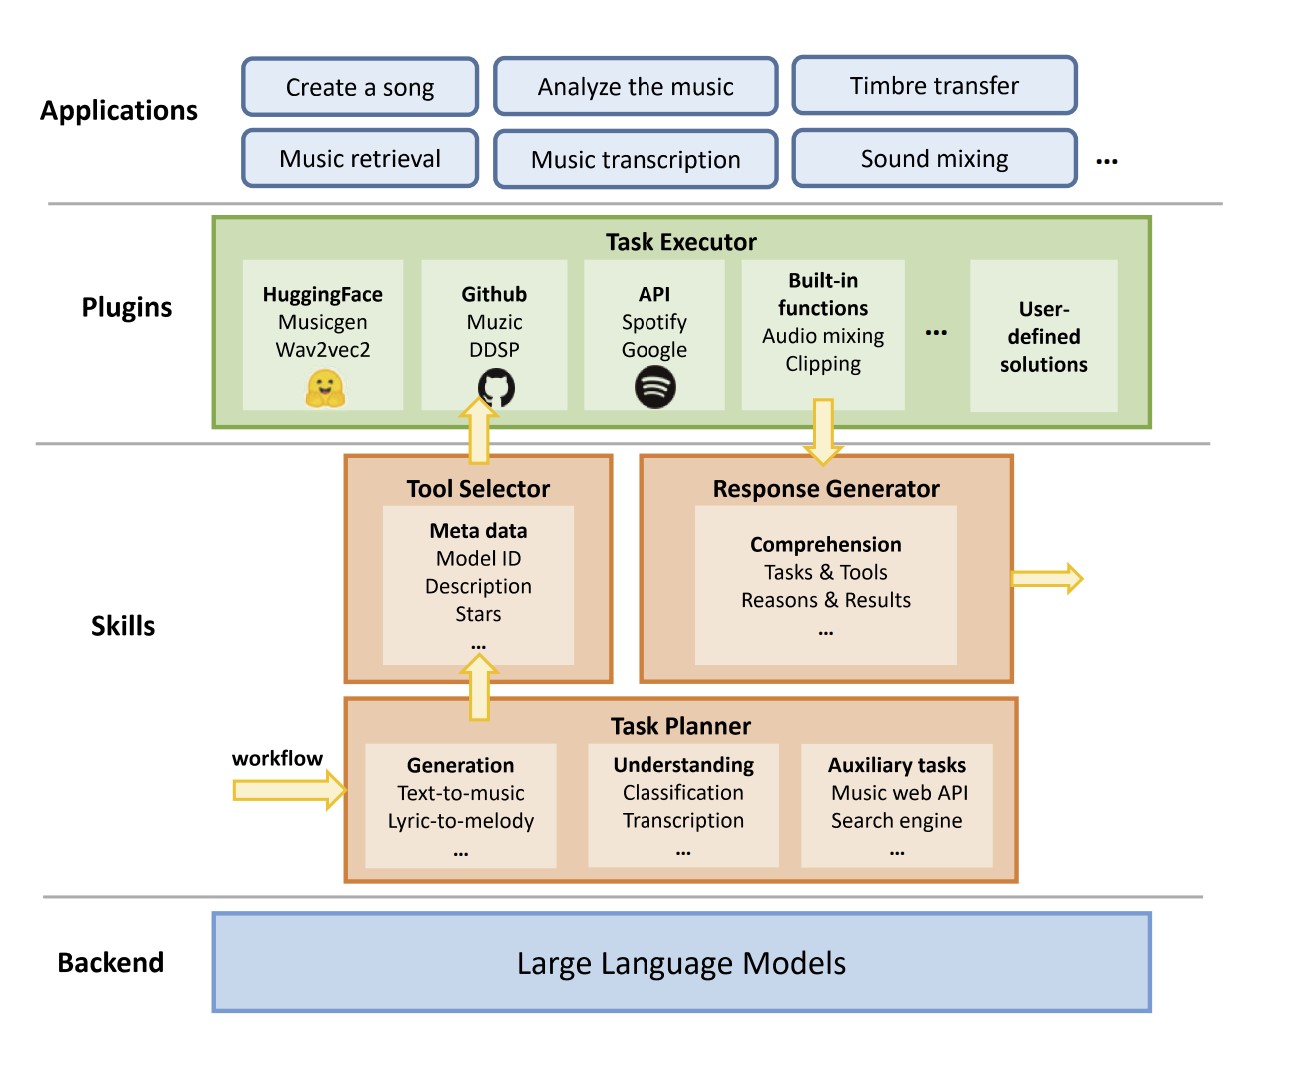 Applications
Create a song
Analyze the music
Timbre transfer
Music retrieval
Music transcription
Sound mixing
...
Plugins
Task Executor
HuggingFace
Musicgen
Wav2vec2
Github
Muzic
DDSP
API
Spotify
Google
Built-in
functions
Audio mixing
Clipping
...
User-
defined
solutions
Skills
Tool Selector
Meta data
Model ID
Description
Stars
...
Response Generator
Comprehension
Tasks & Tools
Reasons & Results
...
workflow
Task Planner
Generation
Text-to-music
Lyric-to-melody
...
Understanding
Classification
Transcription
...
Auxiliary tasks
Music web API
Search engine
...
Backend
Large Language Models